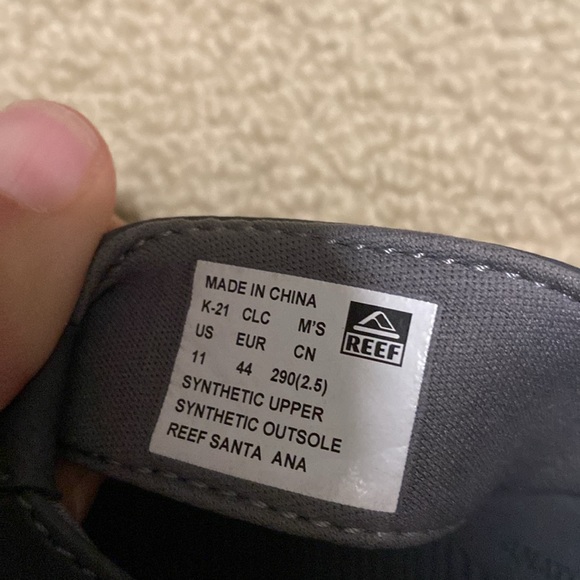 MADE IN CHINA
K-21 CLC M'S
US EUR CN
11 44 290(2.5)
SYNTHETIC UPPER
SYNTHETIC OUTSOLE
REEF SANTA ANA
REEF